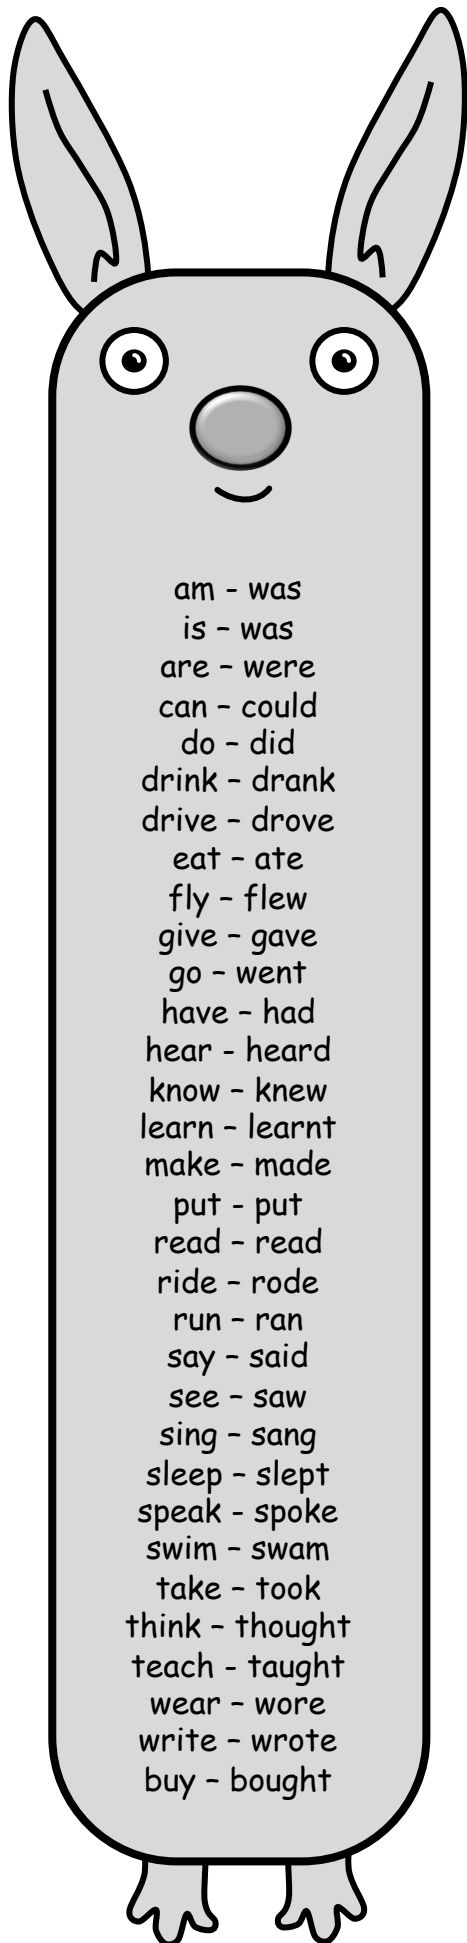 am - was
is – was
are – were
can – could
do – did
drink – drank
drive – drove
eat – ate
fly – flew
give – gave
go – went
have – had
hear - heard
know – knew
learn – learnt
make – made
put - put
read – read
ride – rode
run – ran
say – said
see – saw
sing – sang
sleep – slept
speak - spoke
swim – swam
take – took
think – thought
teach - taught
wear – wore
write – wrote
buy – bought